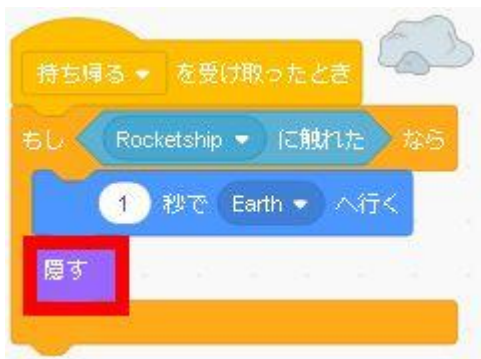 持ち帰る を受け取ったとき
もし Rocketship に触れた なら
1 秒で Earth へ行く
隠す